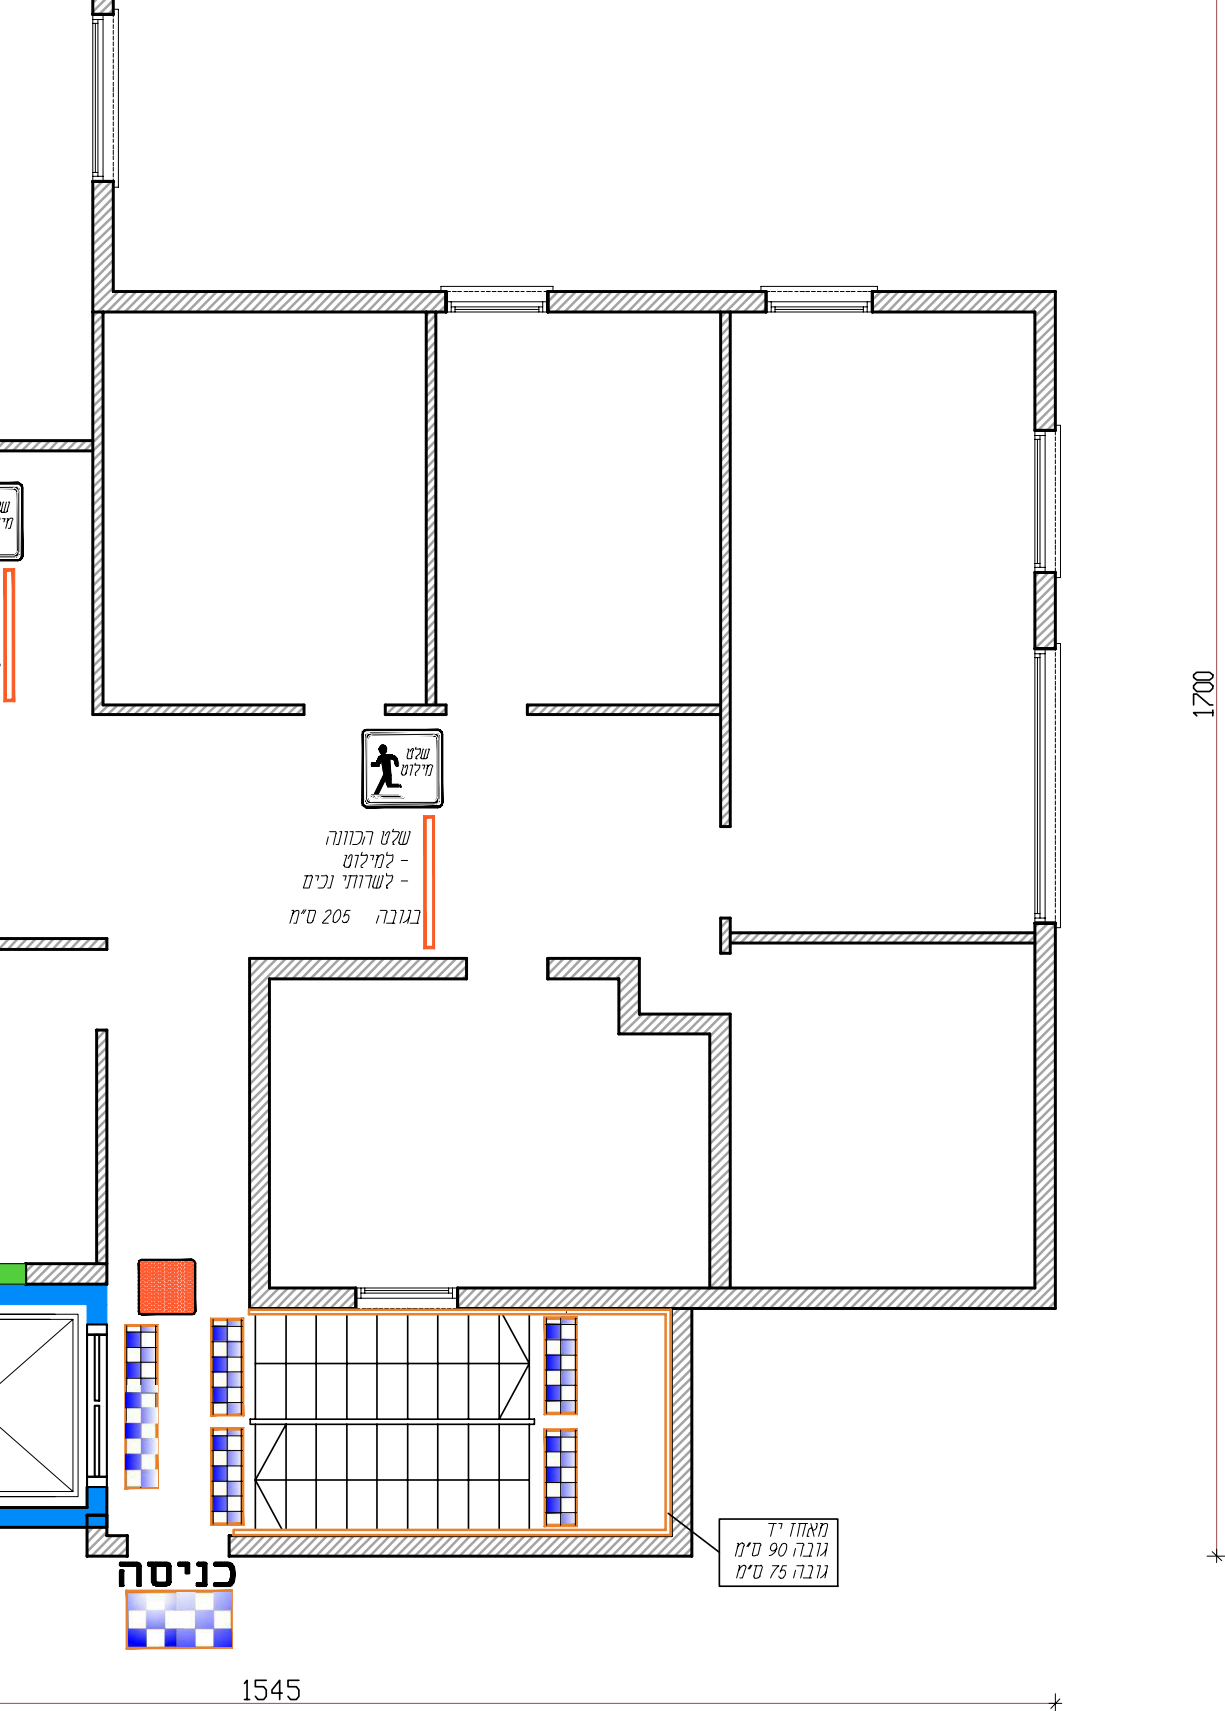 שלט
מילוט
שלט הכוונה
- למילוט
- לשרותי נכים
בגובה 205 ס"מ
1700
כניסה
מאחז יד
גובה 90 ס"מ
גובה 75 ס"מ
1545